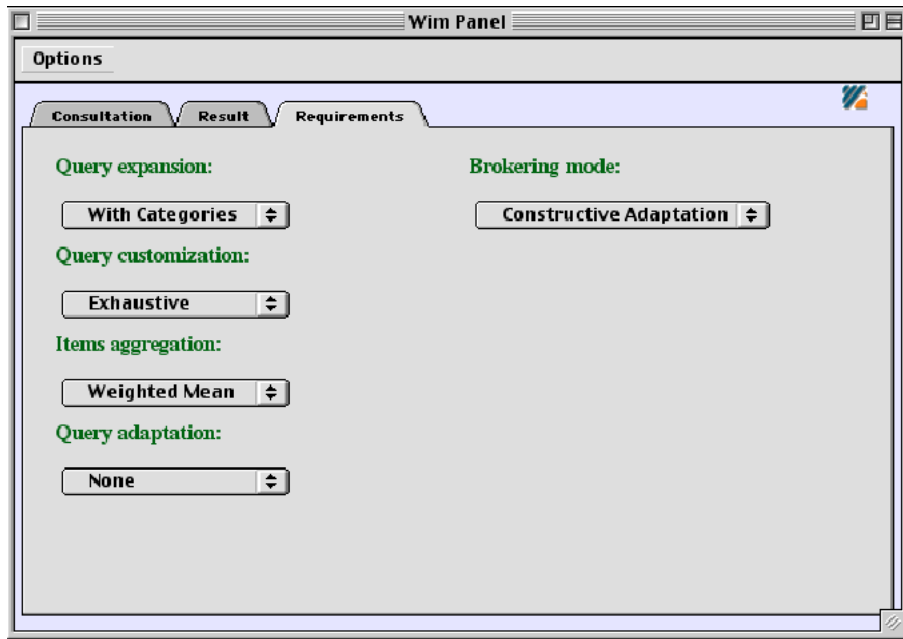 Wim Panel
Options
Consultation Result Requirements
Query expansion: Brokering mode:
With Categories Constructive Adaptation
Query customization:
Exhaustive
Items aggregation:
Weighted Mean
Query adaptation:
None